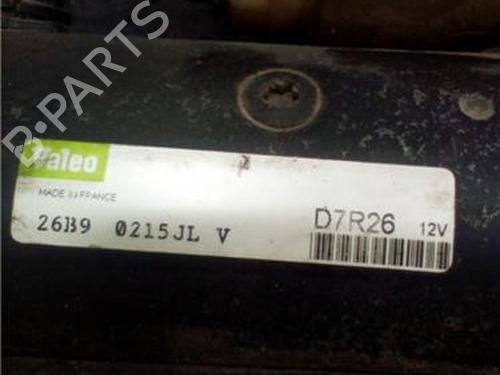 B-PARTS
Valeo
MADE IN FRANCE
26B9 0215JL V
D7R26 12V